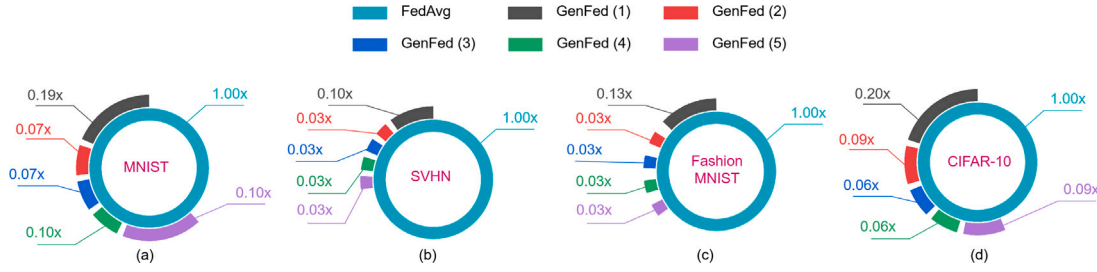 FedAvg GenFed (1) GenFed (2)
GenFed (3) GenFed (4) GenFed (5)
0.19x 1.00x
0.07x
MNIST
0.07x
0.10x
0.10x
(a)
0.10x
0.03x 1.00x
0.03x
SVHN
0.03x
0.03x
(b)
0.13x
0.03x 1.00x
0.03x
Fashion
MNIST
0.03x
0.03x
(c)
0.20x 1.00x
0.09x
CIFAR-10
0.06x
0.09x
0.06x
(d)